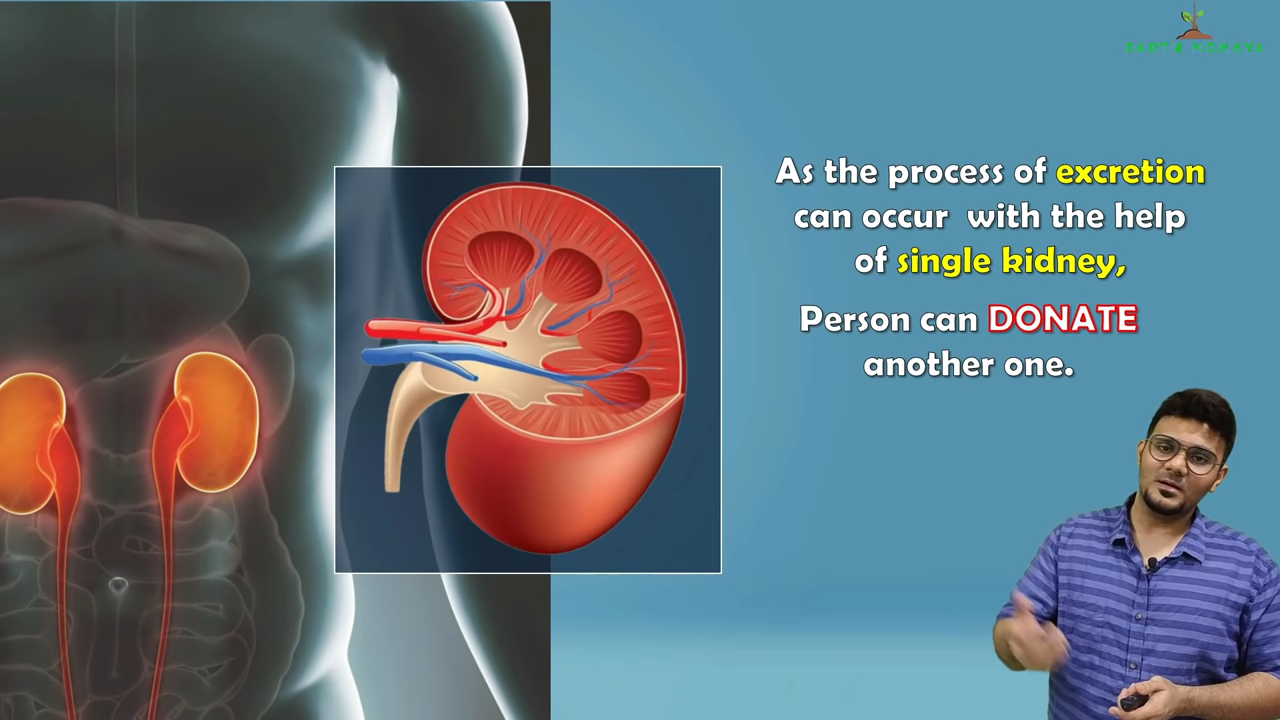 As the process of excretion
can occur with the help
of single kidney,
Person can DONATE
another one.